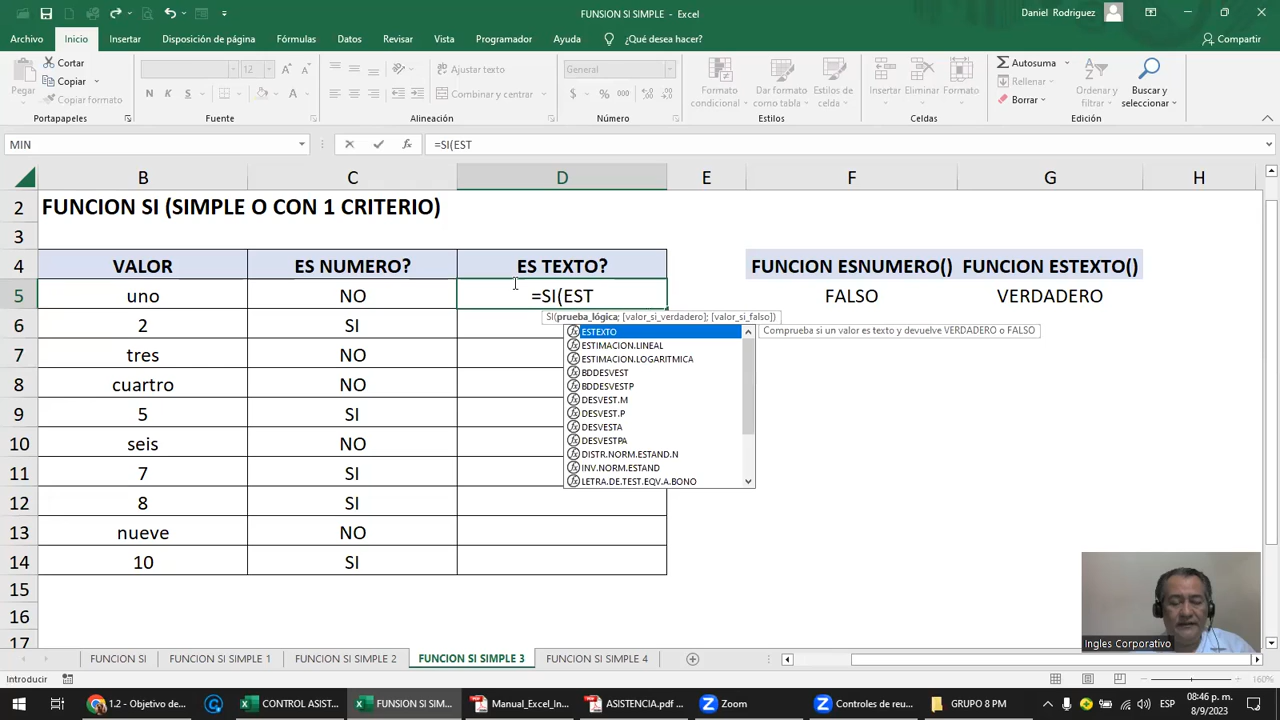 FUNSION SI SIMPLE - Excel
Daniel Rodriguez
Archivo Inicio Insertar Disposición de página Fórmulas Datos Revisar Vista Programador Ayuda ¿Qué desea hacer? Compartir
Pegar
Cortar
Copiar
Copiar formato
Portapapeles
12
N K S
Fuente
Ajustar texto
Combinar y centrar
Alineación
General
$ % 000
Número
Formato condicional
Dar formato como tabla
Estilos de celda
Estilos
Insertar Eliminar Formato
Celdas
Autosuma
Rellenar
Borrar
Ordenar y filtrar
Buscar y seleccionar
Edición
MIN fx =SI(EST
B C D E F G H
2 FUNCION SI (SIMPLE O CON 1 CRITERIO)
3
4 VALOR ES NUMERO? ES TEXTO? FUNCION ESNUMERO() FUNCION ESTEXTO()
5 uno NO =SI(EST FALSO VERDADERO
SI(prueba_lógica; [valor_si_verdadero]; [valor_si_falso])
6 2 SI
7 tres NO
8 cuartro NO
9 5 SI
10 seis NO
11 7 SI
12 8 SI
13 nueve NO
14 10 SI
15
16
17
ESTEXTO
Comprueba si un valor es texto y devuelve VERDADERO o FALSO
ESTIMACION.LINEAL
ESTIMACION.LOGARITMICA
BDDESVEST
BDDESVESTP
DESVEST.M
DESVEST.P
DESVESTA
DESVESTPA
DISTR.NORM.ESTAND.N
INV.NORM.ESTAND
LETRA.DE.TEST.EQV.A.BONO
Ingles Corporativo
FUNCION SI FUNCION SI SIMPLE 1 FUNCION SI SIMPLE 2 FUNCION SI SIMPLE 3 FUNCION SI SIMPLE 4
Introducir
160%
1.2 - Objetivo de... CONTROL ASIST... FUNSION SI SIM... Manual_Excel_In... ASISTENCIA.pdf ... Zoom Controles de reu... GRUPO 8 PM
ESP
08:46 p. m.
8/9/2023